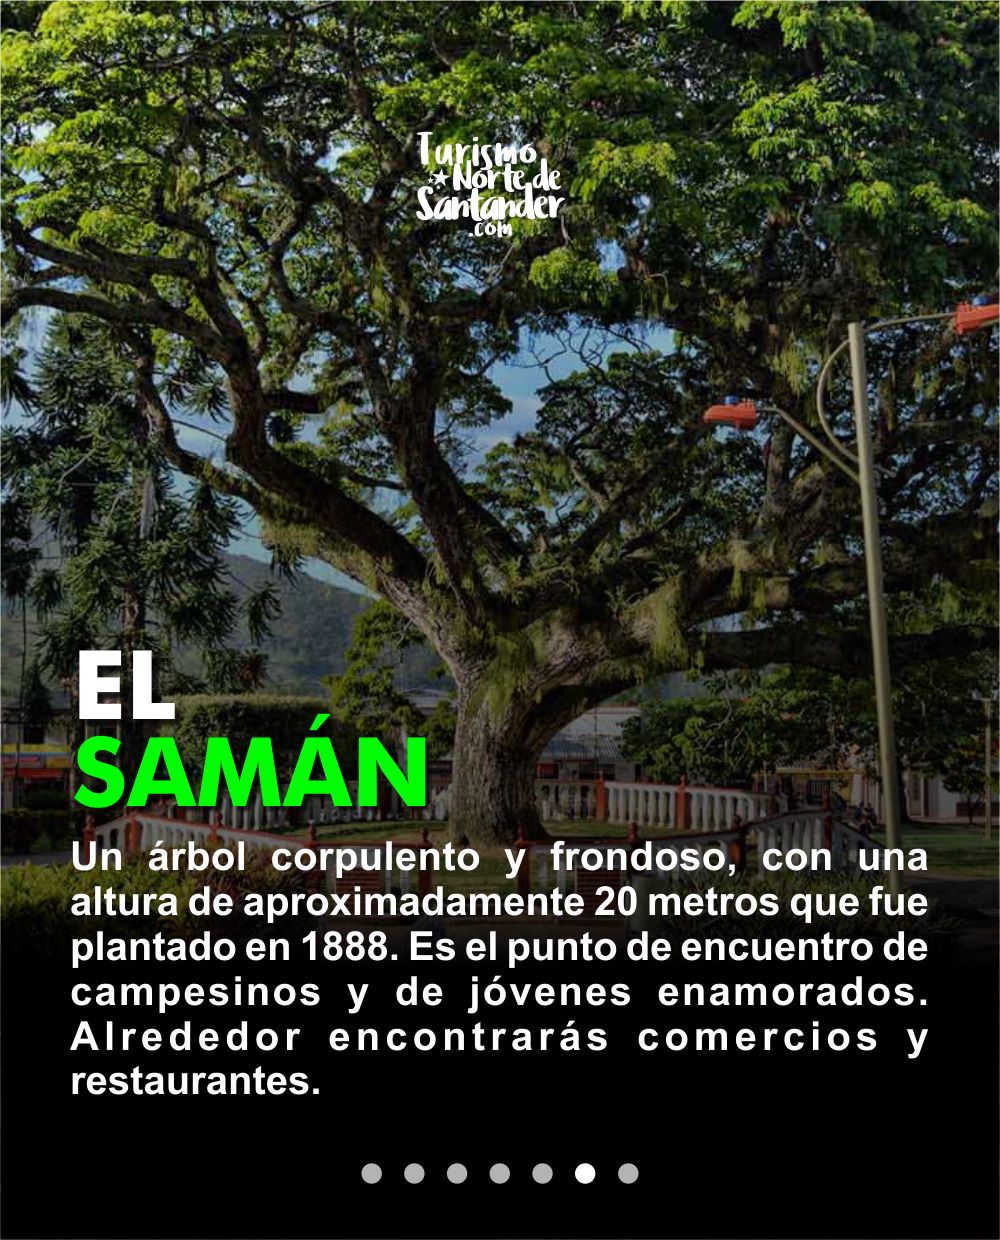 Turismo
Norte de
Santander
.com
EL
SAMÁN
Un árbol corpulento y frondoso, con una
altura de aproximadamente 20 metros que fue
plantado en 1888. Es el punto de encuentro de
campesinos y de jóvenes enamorados.
Alrededor encontrarás comercios y
restaurantes.